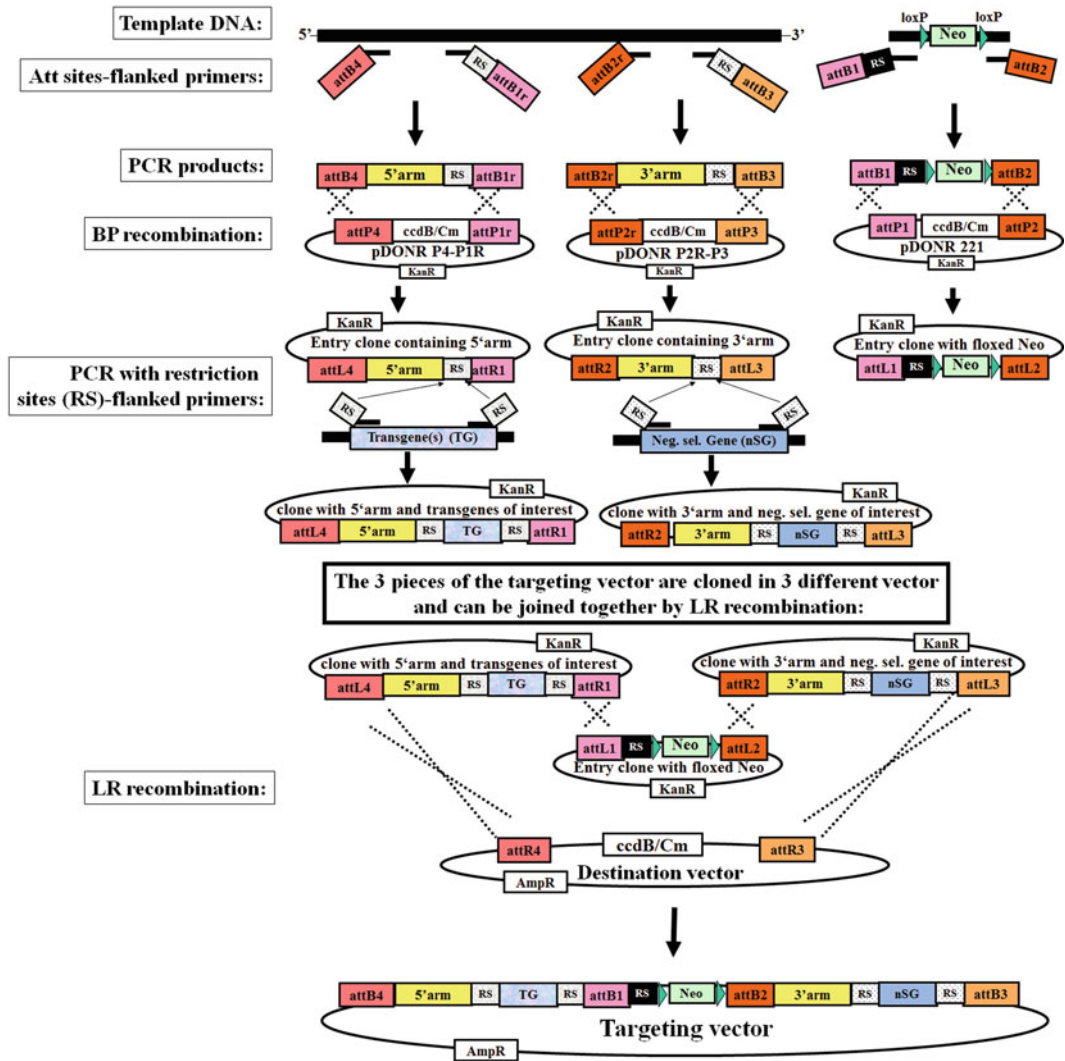 Template DNA:
5'
3'
loxP
loxP
Neo
Att sites-flanked primers:
attB4
RS
attB1r
attB2r
RS
attB3
attB1
RS
attB2
PCR products:
attB4
5'arm
RS
attB1r
attB2r
3'arm
RS
attB3
attB1
RS
Neo
attB2
BP recombination:
attP4
ccdB/Cm
attP1r
pDONR P4-P1R
KanR
attP2r
ccdB/Cm
attP3
pDONR P2R-P3
KanR
attP1
ccdB/Cm
attP2
pDONR 221
KanR
KanR
Entry clone containing 5'arm
attL4
5'arm
RS
attR1
KanR
Entry clone containing 3'arm
attR2
3'arm
RS
attL3
KanR
Entry clone with floxed Neo
attL1
RS
Neo
attL2
PCR with restriction
sites (RS)-flanked primers:
RS
RS
Transgene(s) (TG)
RS
RS
Neg. sel. Gene (nSG)
KanR
clone with 5'arm and transgenes of interest
attL4
5'arm
RS
TG
RS
attR1
KanR
clone with 3'arm and neg. sel. gene of interest
attR2
3'arm
RS
nSG
RS
attL3
The 3 pieces of the targeting vector are cloned in 3 different vector
and can be joined together by LR recombination:
KanR
clone with 5'arm and transgenes of interest
attL4
5'arm
RS
TG
RS
attR1
KanR
clone with 3'arm and neg. sel. gene of interest
attR2
3'arm
RS
nSG
RS
attL3
attL1
RS
Neo
attL2
Entry clone with floxed Neo
KanR
LR recombination:
attR4
ccdB/Cm
attR3
Destination vector
AmpR
attB4
5'arm
RS
TG
RS
attB1
RS
Neo
attB2
3'arm
RS
nSG
RS
attB3
Targeting vector
AmpR